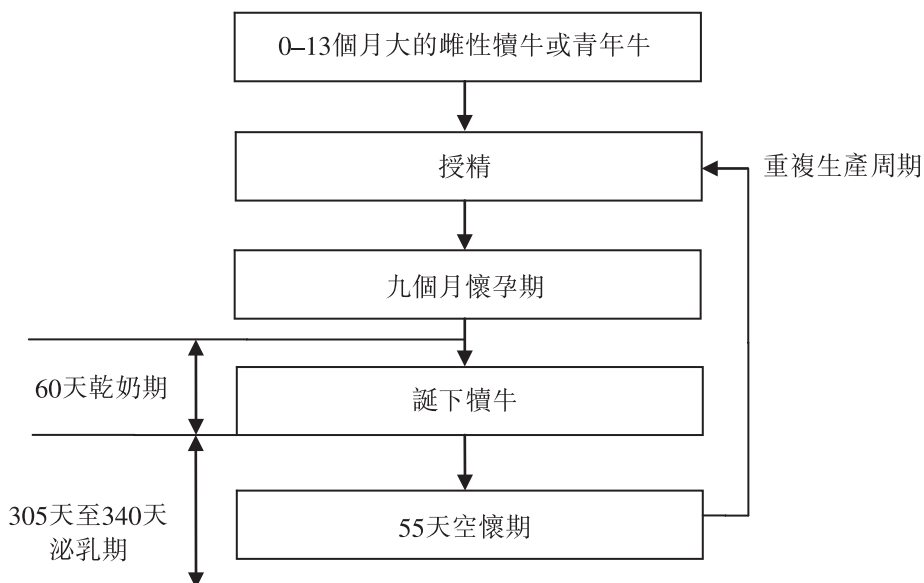 0–13個月大的雌性犢牛或青年牛
授精
重複生產周期
九個月懷孕期
60天乾奶期
誕下犢牛
305天至340天
泌乳期
55天空懷期